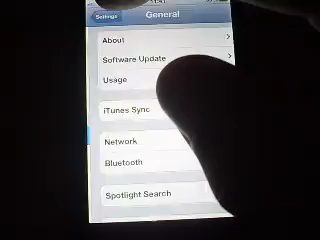 Settings
General
About
Software Update
Usage
iTunes Sync
Network
Bluetooth
Spotlight Search